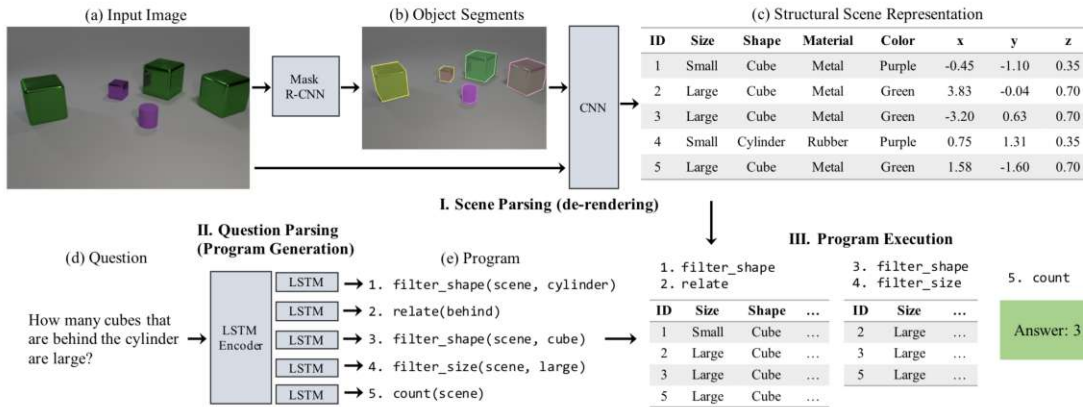 (a) Input Image
(b) Object Segments
(c) Structural Scene Representation
Mask
R-CNN
CNN
ID Size Shape Material Color x y z
1 Small Cube Metal Purple -0.45 -1.10 0.35
2 Large Cube Metal Green 3.83 -0.04 0.70
3 Large Cube Metal Green -3.20 0.63 0.70
4 Small Cylinder Rubber Purple 0.75 1.31 0.35
5 Large Cube Metal Green 1.58 -1.60 0.70
I. Scene Parsing (de-rendering)
II. Question Parsing
(Program Generation)
III. Program Execution
(d) Question
How many cubes that
are behind the cylinder
are large?
LSTM
Encoder
LSTM
LSTM
LSTM
LSTM
LSTM
(e) Program
1. filter_shape(scene, cylinder)
2. relate(behind)
3. filter_shape(scene, cube)
4. filter_size(scene, large)
5. count(scene)
1. filter_shape
2. relate
ID Size Shape …
1 Small Cube …
2 Large Cube …
3 Large Cube …
5 Large Cube …
3. filter_shape
4. filter_size
ID Size …
2 Large …
3 Large …
5 Large …
5. count
Answer: 3